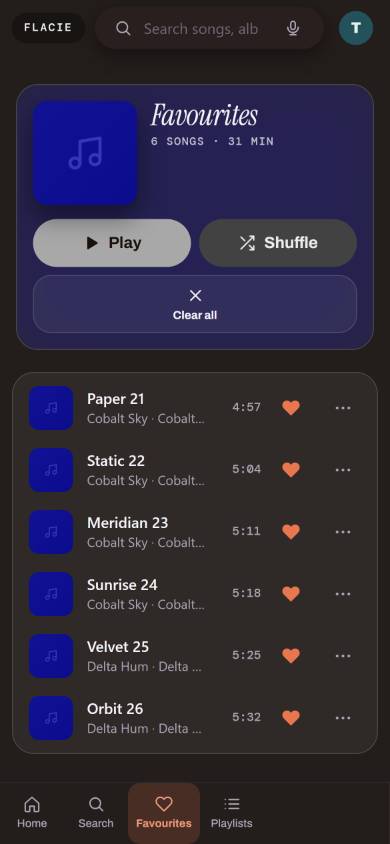 FLACIE
Search songs, alb
T
Favourites
6 SONGS · 31 MIN
Play
Shuffle
Clear all
Paper 21
Cobalt Sky · Cobalt...
4:57
Static 22
Cobalt Sky · Cobalt...
5:04
Meridian 23
Cobalt Sky · Cobalt...
5:11
Sunrise 24
Cobalt Sky · Cobalt...
5:18
Velvet 25
Delta Hum · Delta ...
5:25
Orbit 26
Delta Hum · Delta ...
5:32
Home
Search
Favourites
Playlists